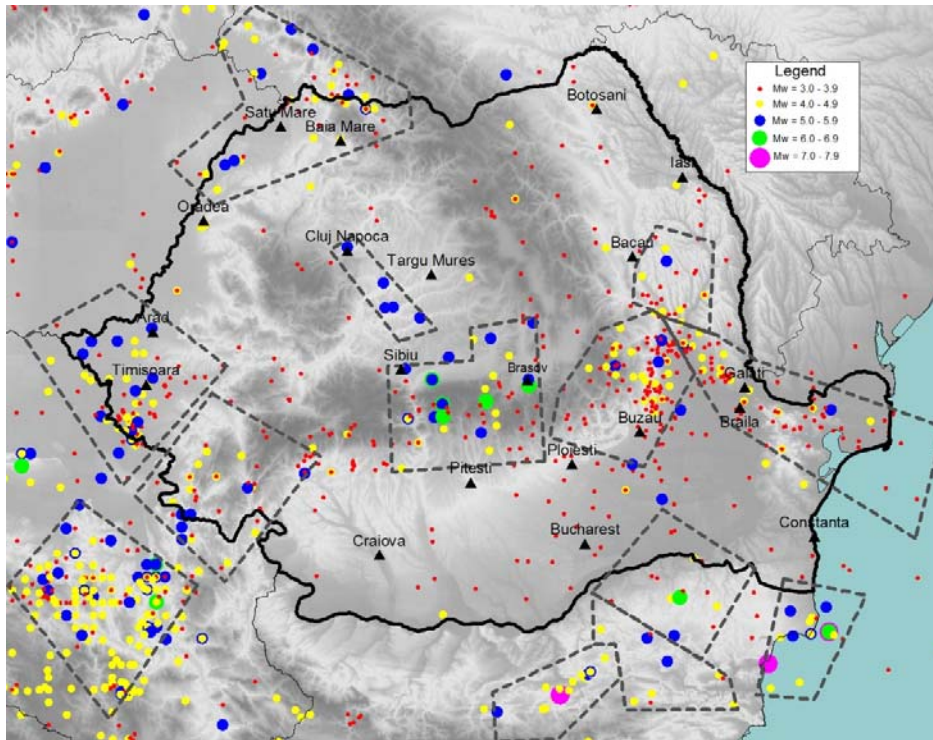 Legend
Mw = 3.0 - 3.9
Mw = 4.0 - 4.9
Mw = 5.0 - 5.9
Mw = 6.0 - 6.9
Mw = 7.0 - 7.9
Botosani
Satu Mare
Baia Mare
Iasi
Oradea
Cluj Napoca
Bacau
Targu Mures
Arad
Sibiu
Brasov
Timisoara
Galati
Braila
Buzau
Ploiesti
Pitesti
Constanta
Bucharest
Craiova